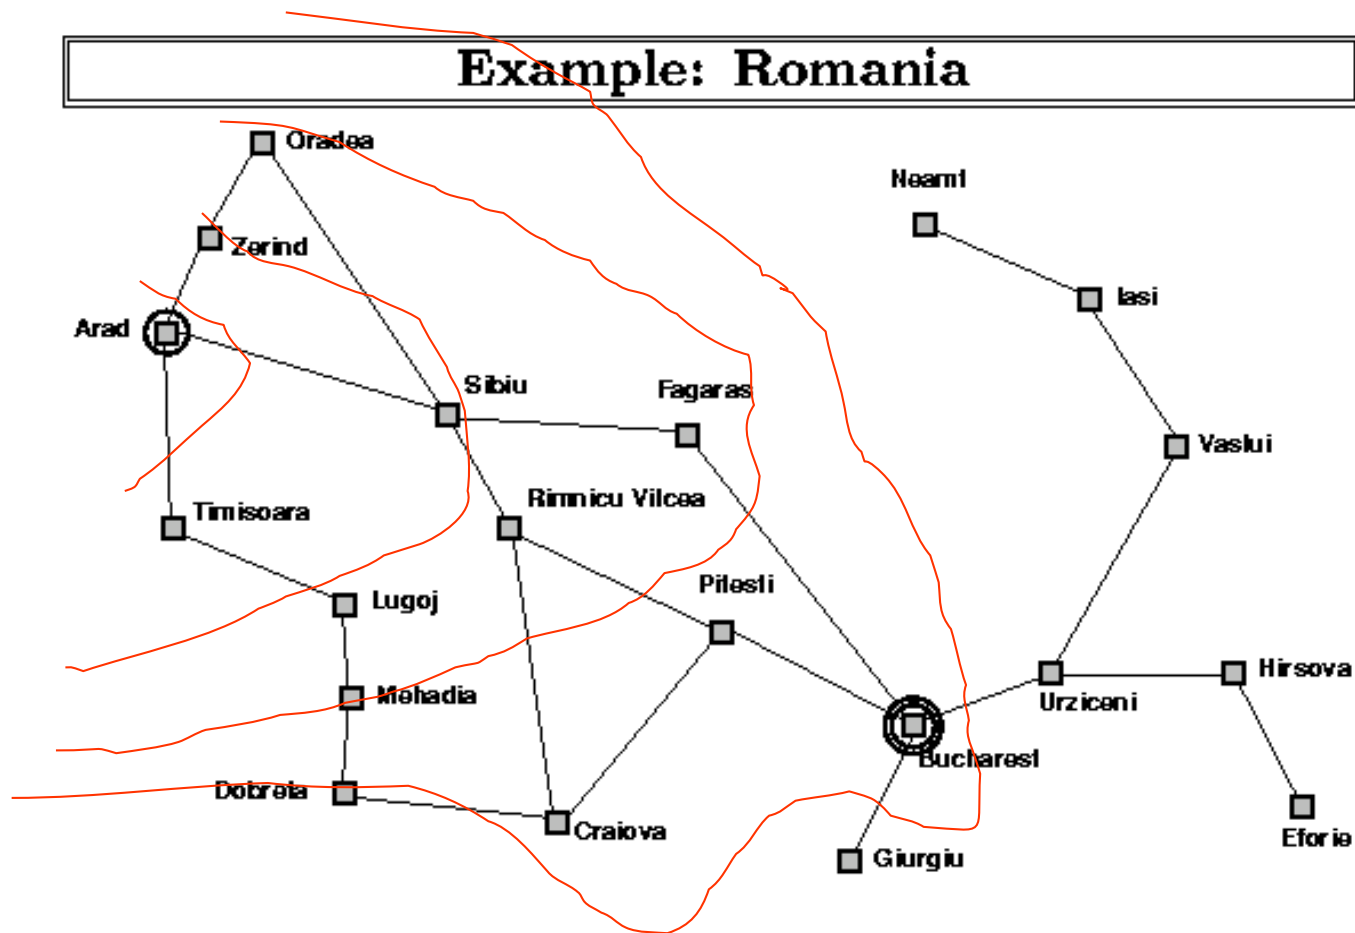 Example: Romania
Oradea
Neamt
Zerind
Iasi
Arad
Sibiu
Fagaras
Vaslui
Timisoara
Rimnicu Vilcea
Lugoj
Pitesti
Mehadia
Hirsova
Urziceni
Bucharest
Dobreta
Craiova
Giurgiu
Eforie